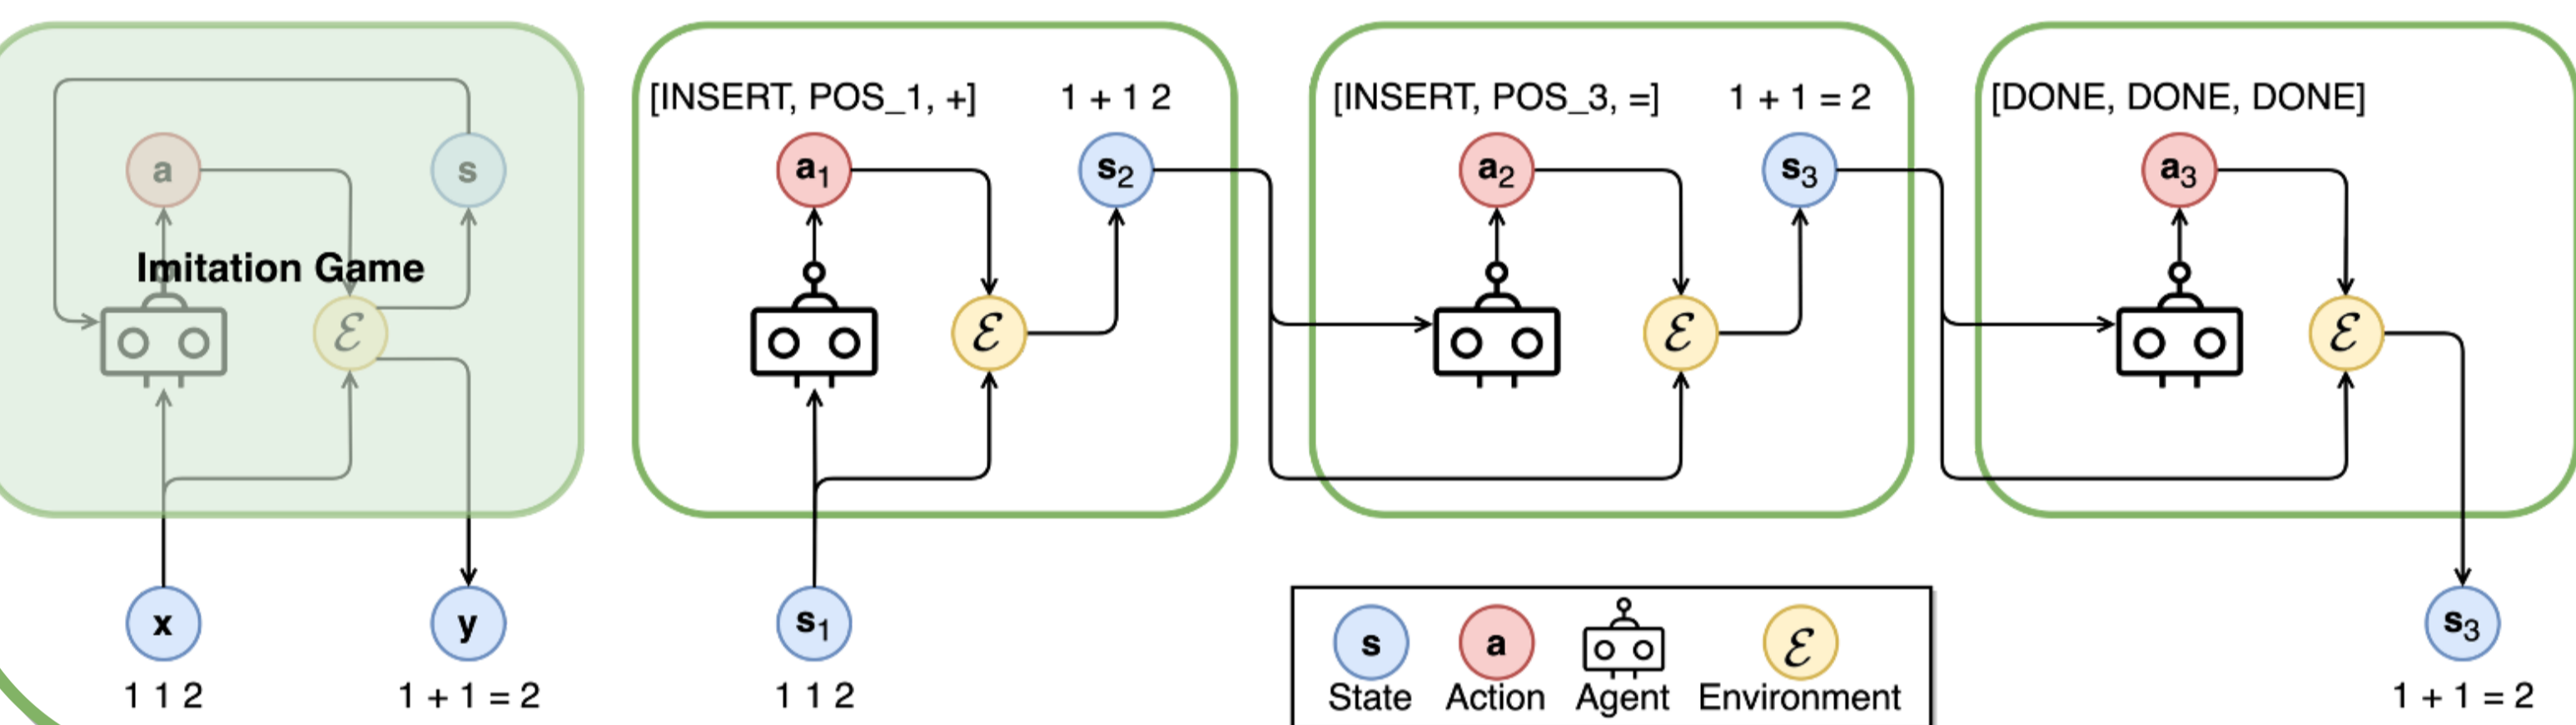 [INSERT, POS_1, +] 1 + 1 2 [INSERT, POS_3, =] 1 + 1 = 2 [DONE, DONE, DONE]
a s a₁ s₂ a₂ s₃ a₃
Imitation Game
ℰ ℰ ℰ ℰ
x y s₁ s₃
s a ℰ
1 1 2 1 + 1 = 2 1 1 2 State Action Agent Environment 1 + 1 = 2